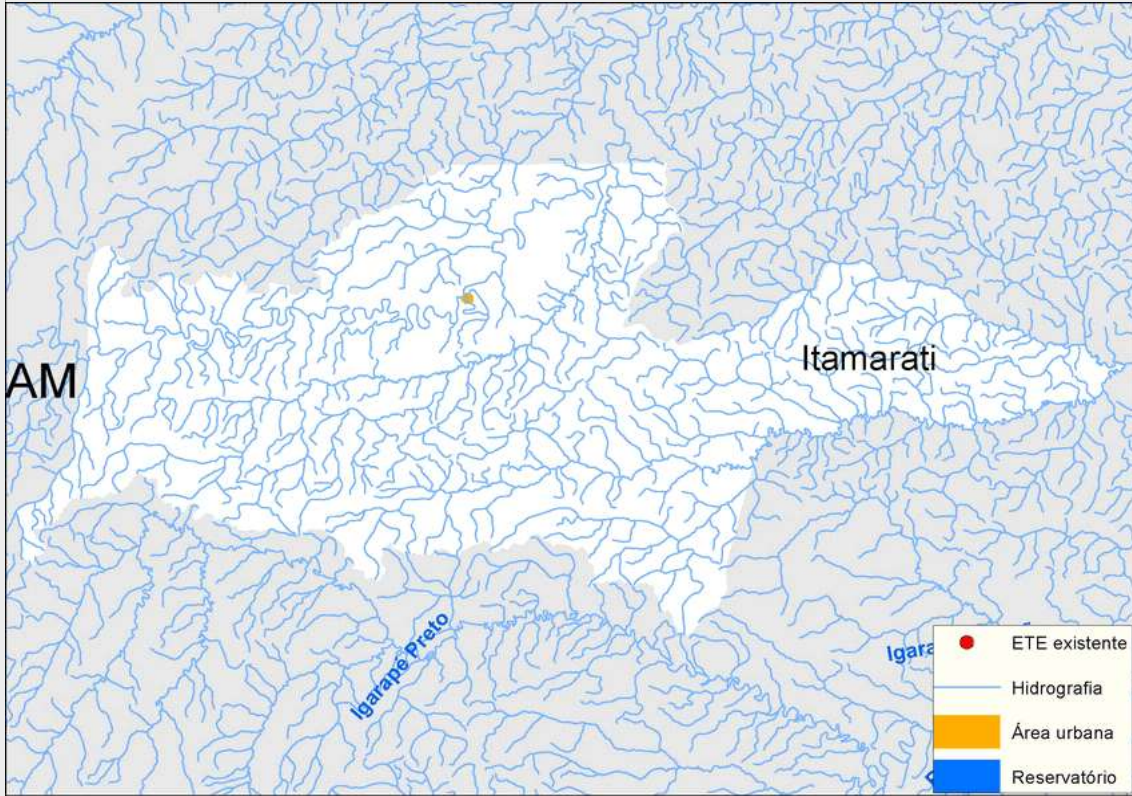 Itamarati
AM
Igarapé Preto
ETE existente
Hidrografia
Área urbana
Reservatório